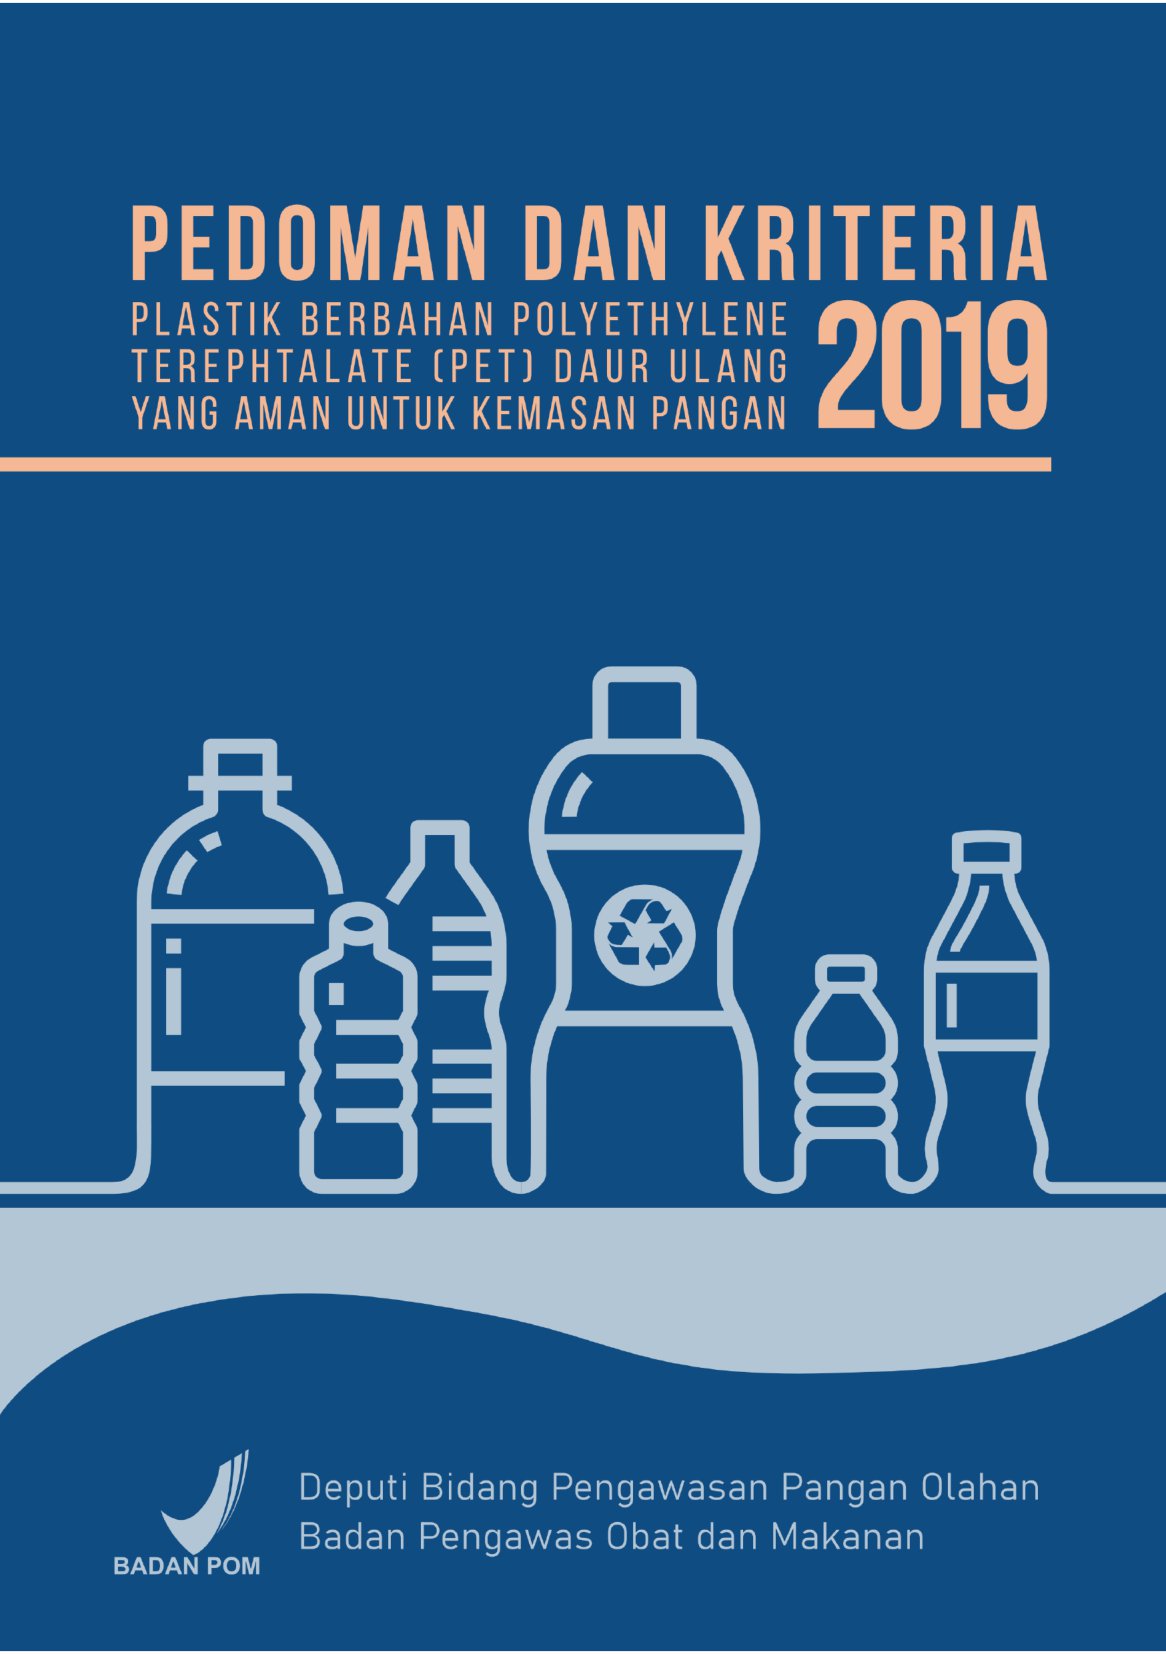 PEDOMAN DAN KRITERIA
PLASTIK BERBAHAN POLYETHYLENE
TEREPHTALATE (PET) DAUR ULANG
YANG AMAN UNTUK KEMASAN PANGAN
2019
Deputi Bidang Pengawasan Pangan Olahan
Badan Pengawas Obat dan Makanan
BADAN POM